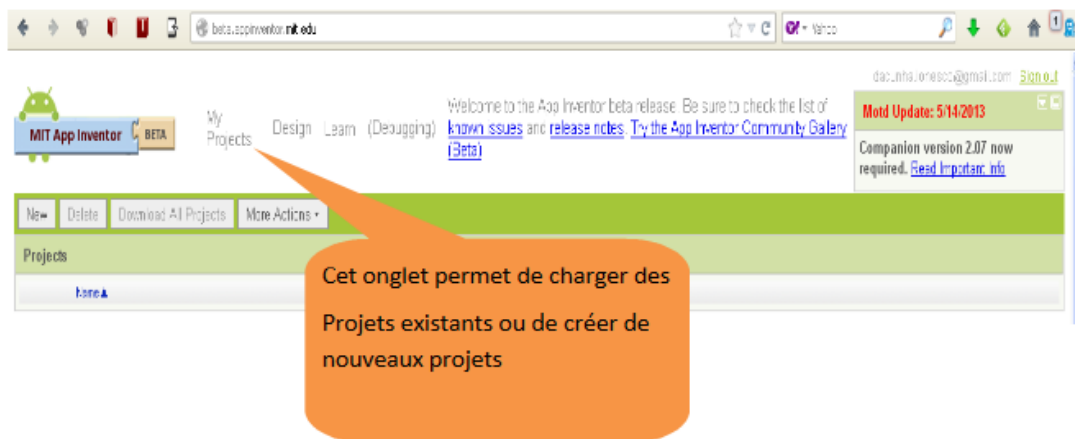 beta.appinventor.mit.edu
Yahoo
1
Sign out
MIT App Inventor BETA
My Projects
Design
Learn
(Debugging)
Welcome to the App Inventor beta release. Be sure to check the list of
known issues and release notes. Try the App Inventor Community Gallery
(Beta)
Motd Update: 5/14/2013
Companion version 2.07 now
required. Read Important Info
New
Delete
Download All Projects
More Actions
Projects
Name
Cet onglet permet de charger des
Projets existants ou de créer de
nouveaux projets